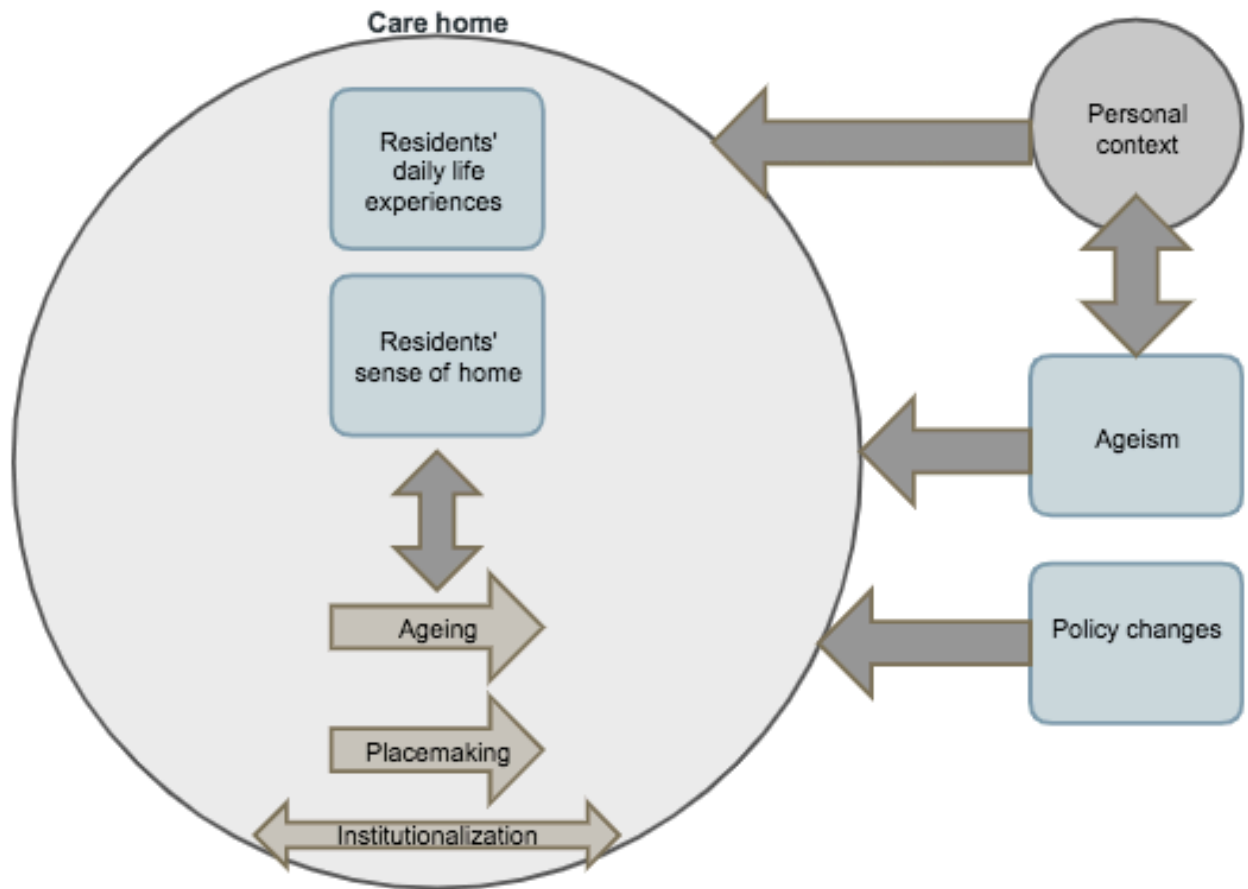 Care home
Residents'
daily life
experiences
Personal
context
Residents'
sense of home
Ageism
Ageing
Policy changes
Placemaking
Institutionalization